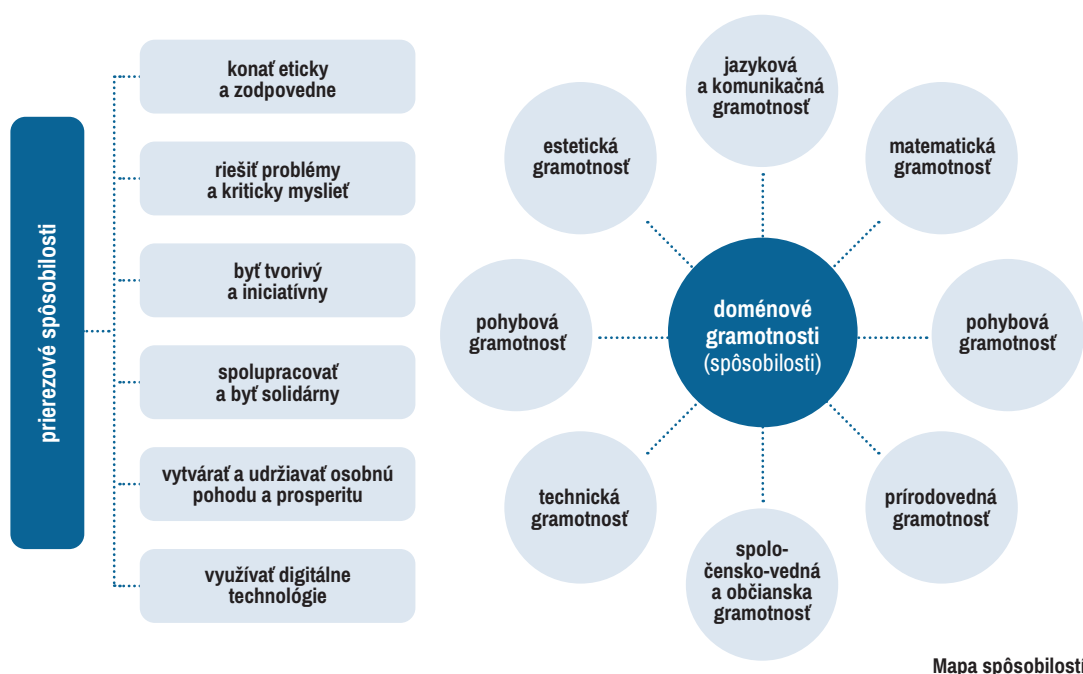 prierezové spôsobilosti
konať eticky
a zodpovedne
riešiť problémy
a kriticky myslieť
byť tvorivý
a iniciatívny
spolupracovať
a byť solidárny
vytvárať a udržiavať osobnú
pohodu a prosperitu
využívať digitálne
technológie
jazyková
a komunikačná
gramotnosť
estetická
gramotnosť
matematická
gramotnosť
pohybová
gramotnosť
doménové
gramotnosti
(spôsobilosti)
pohybová
gramotnosť
technická
gramotnosť
prírodovedná
gramotnosť
spolo-
čensko-vedná
a občianska
gramotnosť
Mapa spôsobilostí